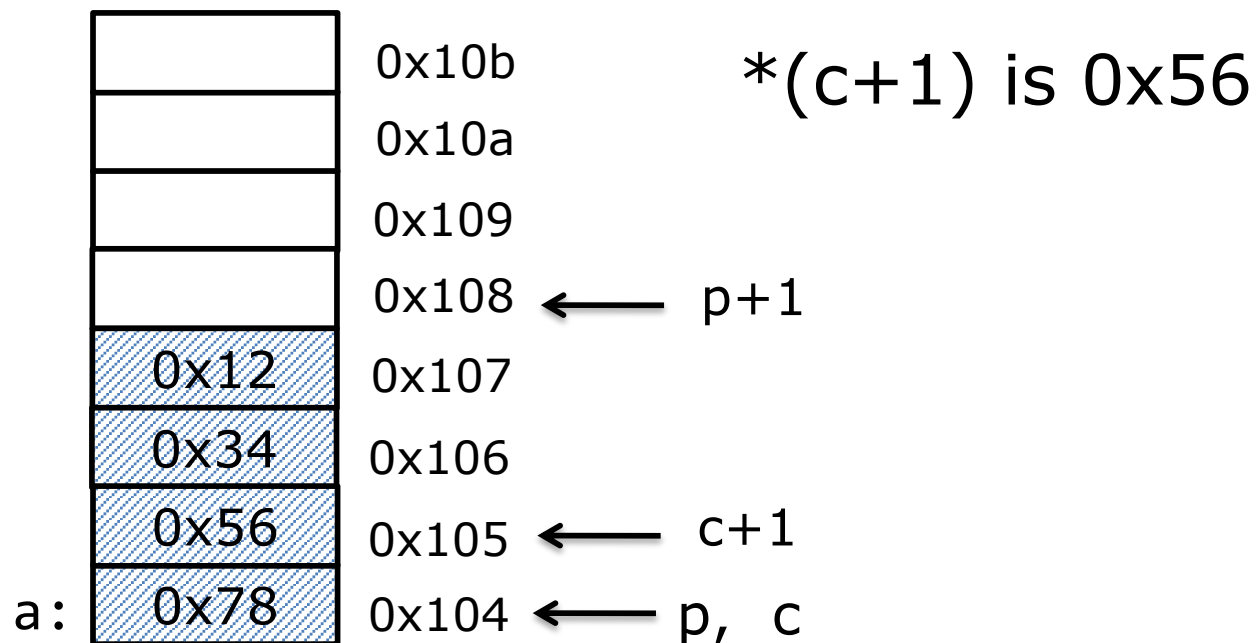 0x10b
*(c+1) is 0x56
0x10a
0x109
0x108 p+1
0x12 0x107
0x34 0x106
0x56 0x105 c+1
a: 0x78 0x104 p, c